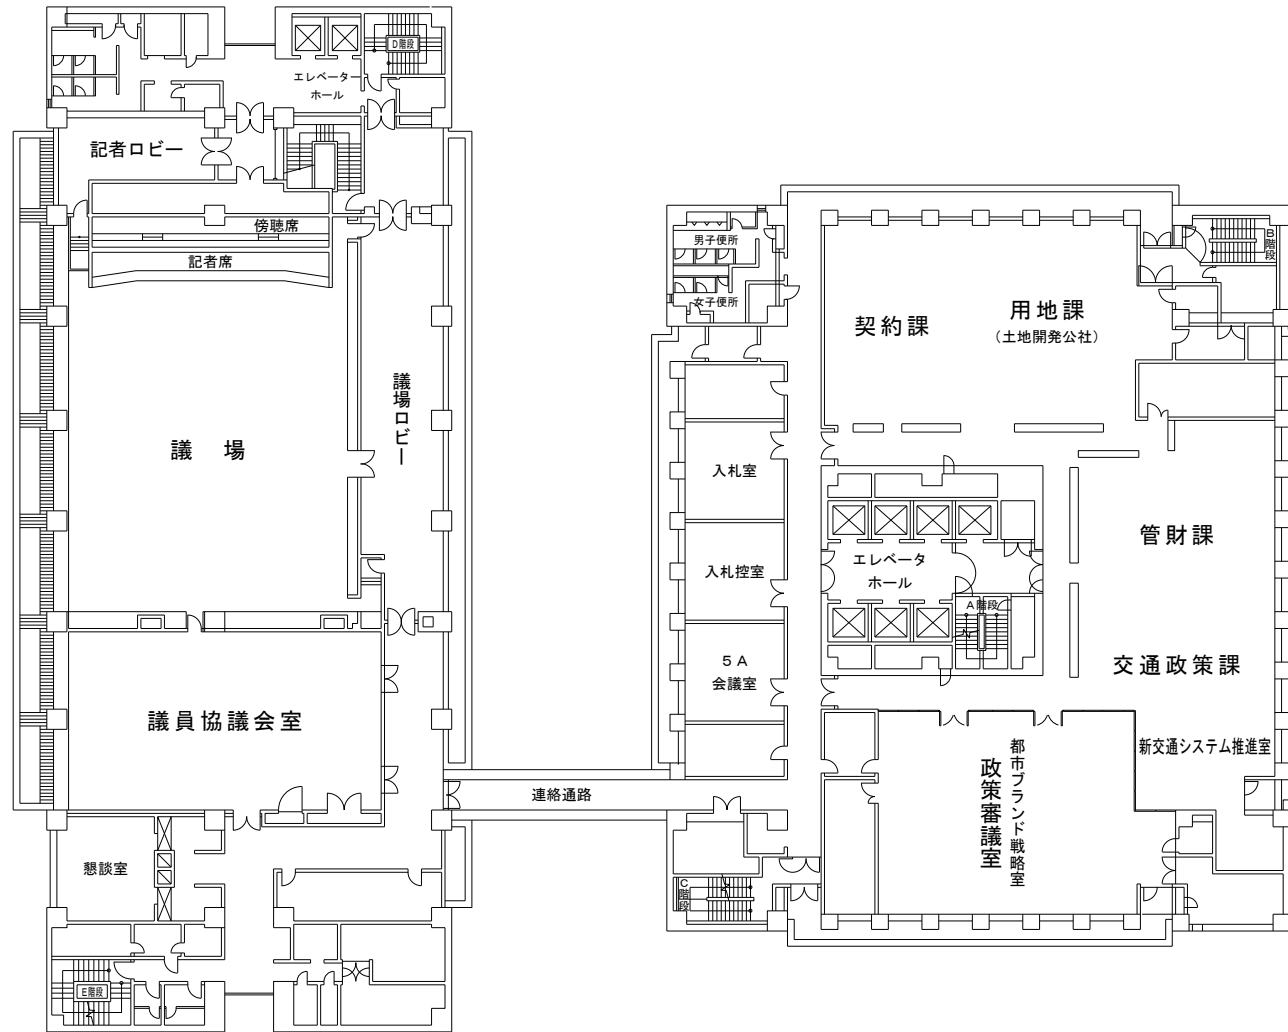 D階段
エレベーター
ホール
記者ロビー
傍聴席
記者席
議場ロビー
議　場
議員協議会室
懇談室
E階段
連絡通路
男子便所
女子便所
B階段
契約課
用地課
（土地開発公社）
入札室
入札控室
５Ａ
会議室
エレベータ
ホール
A階段
管財課
交通政策課
新交通システム推進室
都市ブランド戦略室
政策審議室
C階段